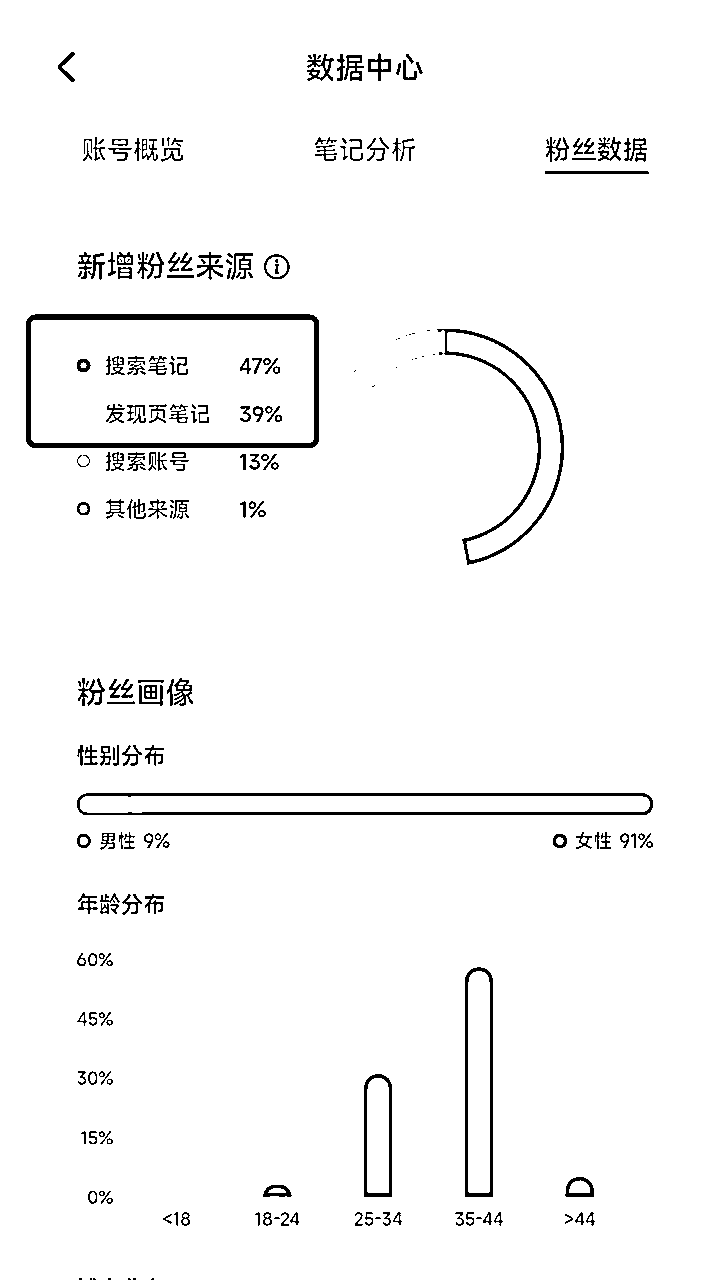 数据中心
账号概览 笔记分析 粉丝数据
新增粉丝来源
搜索笔记 47%
发现页笔记 39%
搜索账号 13%
其他来源 1%
粉丝画像
性别分布
男性 9% 女性 91%
年龄分布
60%
45%
30%
15%
0%
<18 18-24 25-34 35-44 >44